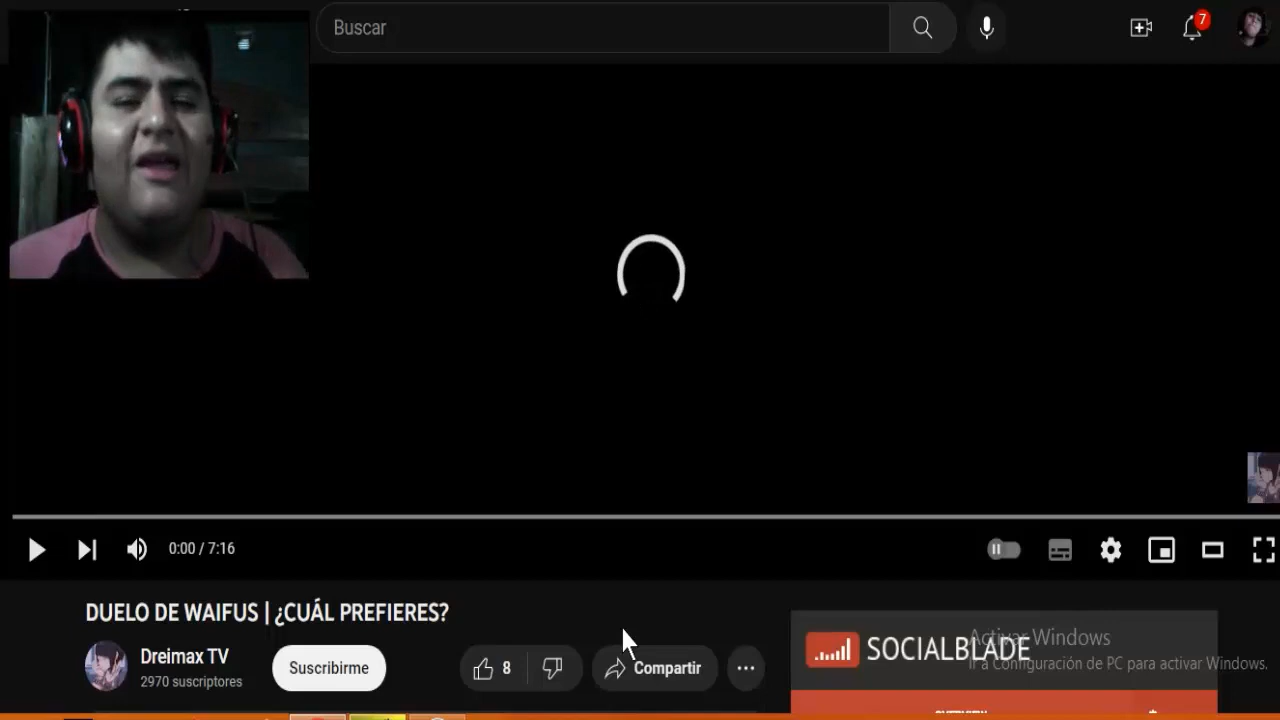 Buscar
7
0:00 / 7:16
DUELO DE WAIFUS | ¿CUÁL PREFIERES?
Dreimax TV
2970 suscriptores
Suscribirme
8
Compartir
SOCIALBLADE
Activar Windows
Ir a Configuración de PC para activar Windows.